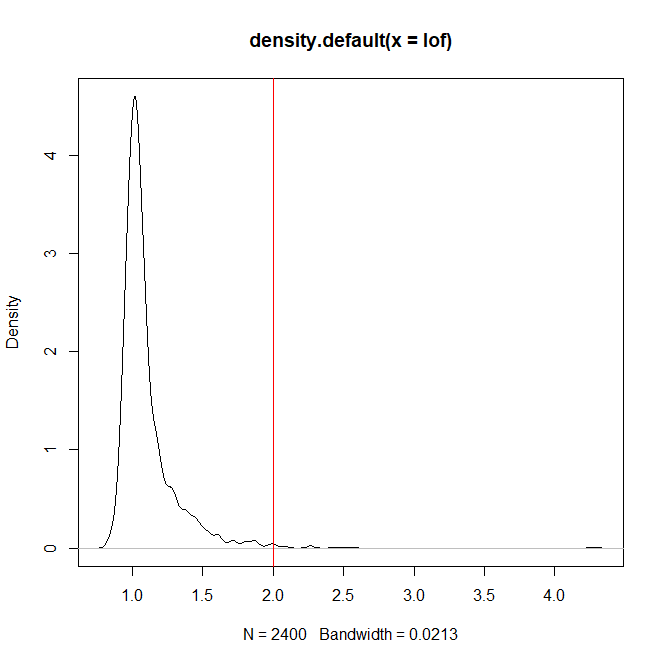 density.default(x = lof)
Density
4
3
2
1
0
1.0 1.5 2.0 2.5 3.0 3.5 4.0
N = 2400 Bandwidth = 0.0213